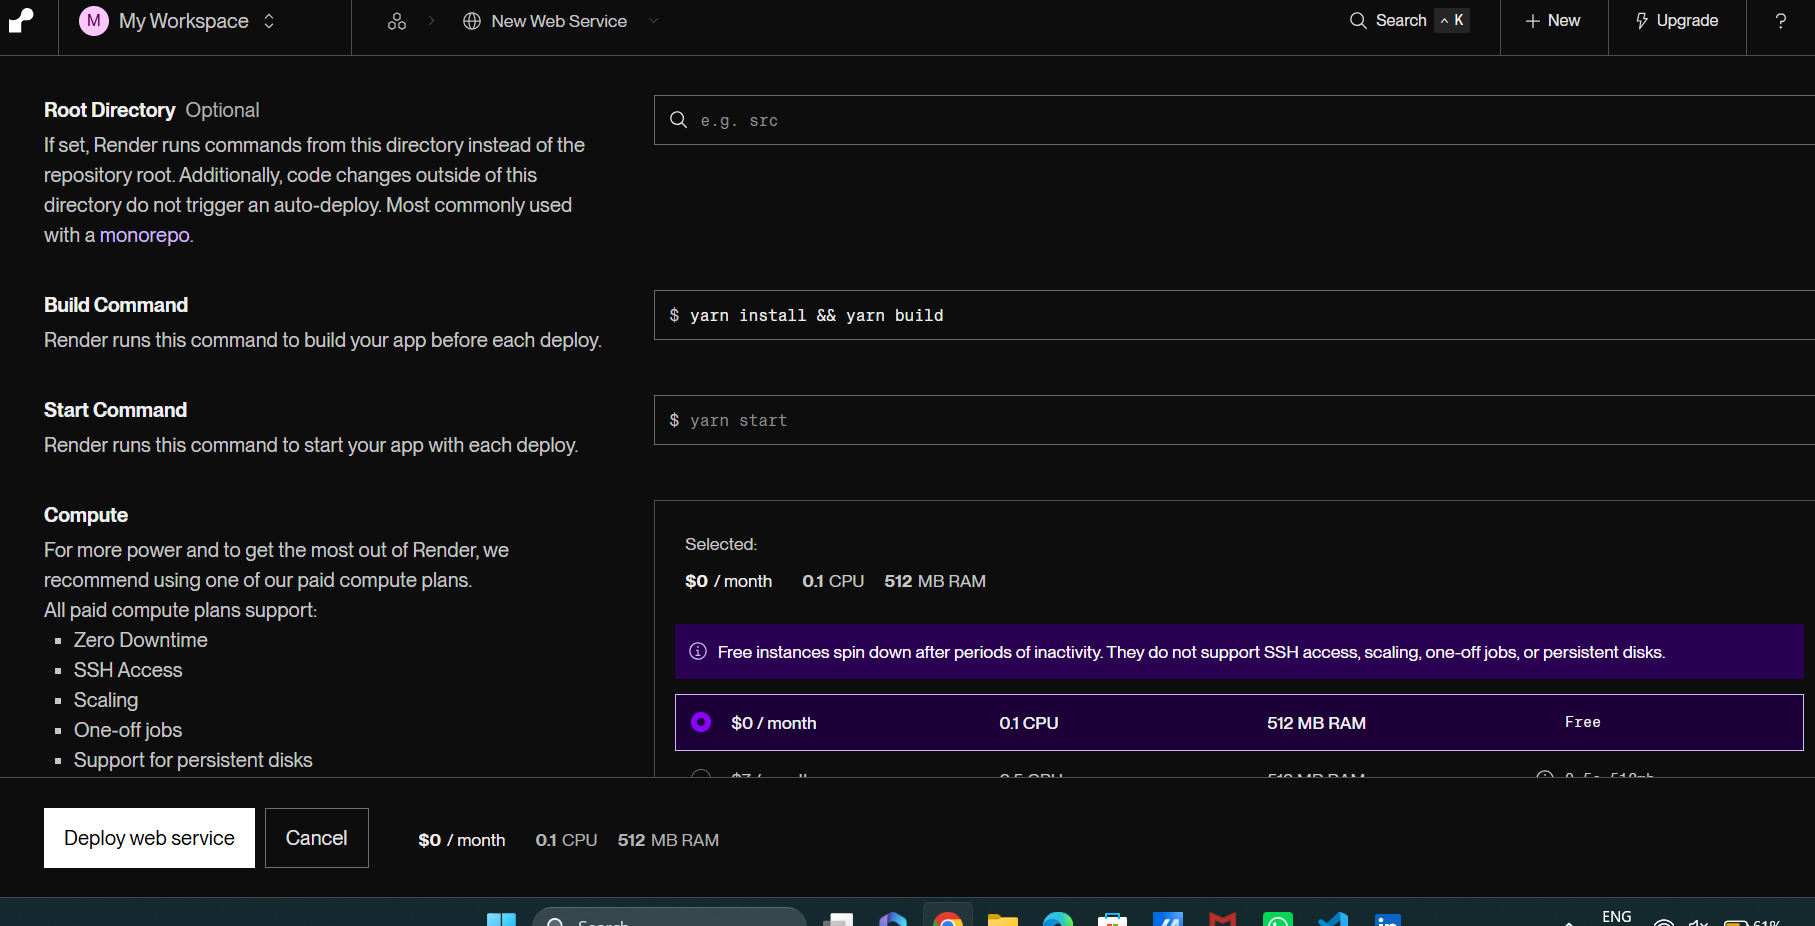 M My Workspace
New Web Service
Search ^ K
+ New
Upgrade
?
Root Directory Optional
If set, Render runs commands from this directory instead of the
repository root. Additionally, code changes outside of this
directory do not trigger an auto-deploy. Most commonly used
with a monorepo.
e.g. src
Build Command
Render runs this command to build your app before each deploy.
$ yarn install && yarn build
Start Command
Render runs this command to start your app with each deploy.
$ yarn start
Compute
For more power and to get the most out of Render, we
recommend using one of our paid compute plans.
All paid compute plans support:
Zero Downtime
SSH Access
Scaling
One-off jobs
Support for persistent disks
Selected:
$0 / month 0.1 CPU 512 MB RAM
Free instances spin down after periods of inactivity. They do not support SSH access, scaling, one-off jobs, or persistent disks.
$0 / month 0.1 CPU 512 MB RAM Free
Deploy web service
Cancel
$0 / month 0.1 CPU 512 MB RAM
Search
ENG
61%